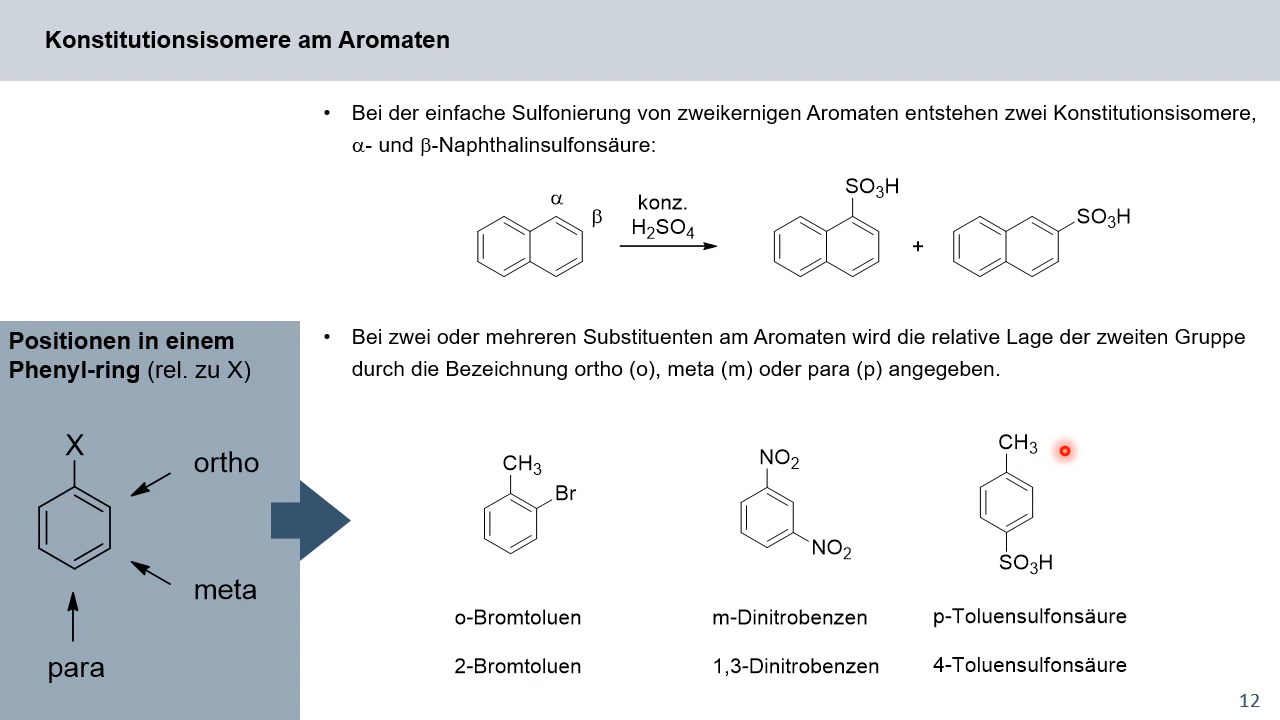 Konstitutionsisomere am Aromaten
• Bei der einfache Sulfonierung von zweikernigen Aromaten entstehen zwei Konstitutionsisomere,
α- und β-Naphthalinsulfonsäure:
α
β
konz.
H₂SO₄
SO₃H
+
SO₃H
Positionen in einem
Phenyl-ring (rel. zu X)
X
ortho
meta
para
• Bei zwei oder mehreren Substituenten am Aromaten wird die relative Lage der zweiten Gruppe
durch die Bezeichnung ortho (o), meta (m) oder para (p) angegeben.
CH₃
Br
NO₂
NO₂
CH₃
SO₃H
o-Bromtoluen
m-Dinitrobenzen
p-Toluensulfonsäure
2-Bromtoluen
1,3-Dinitrobenzen
4-Toluensulfonsäure
12